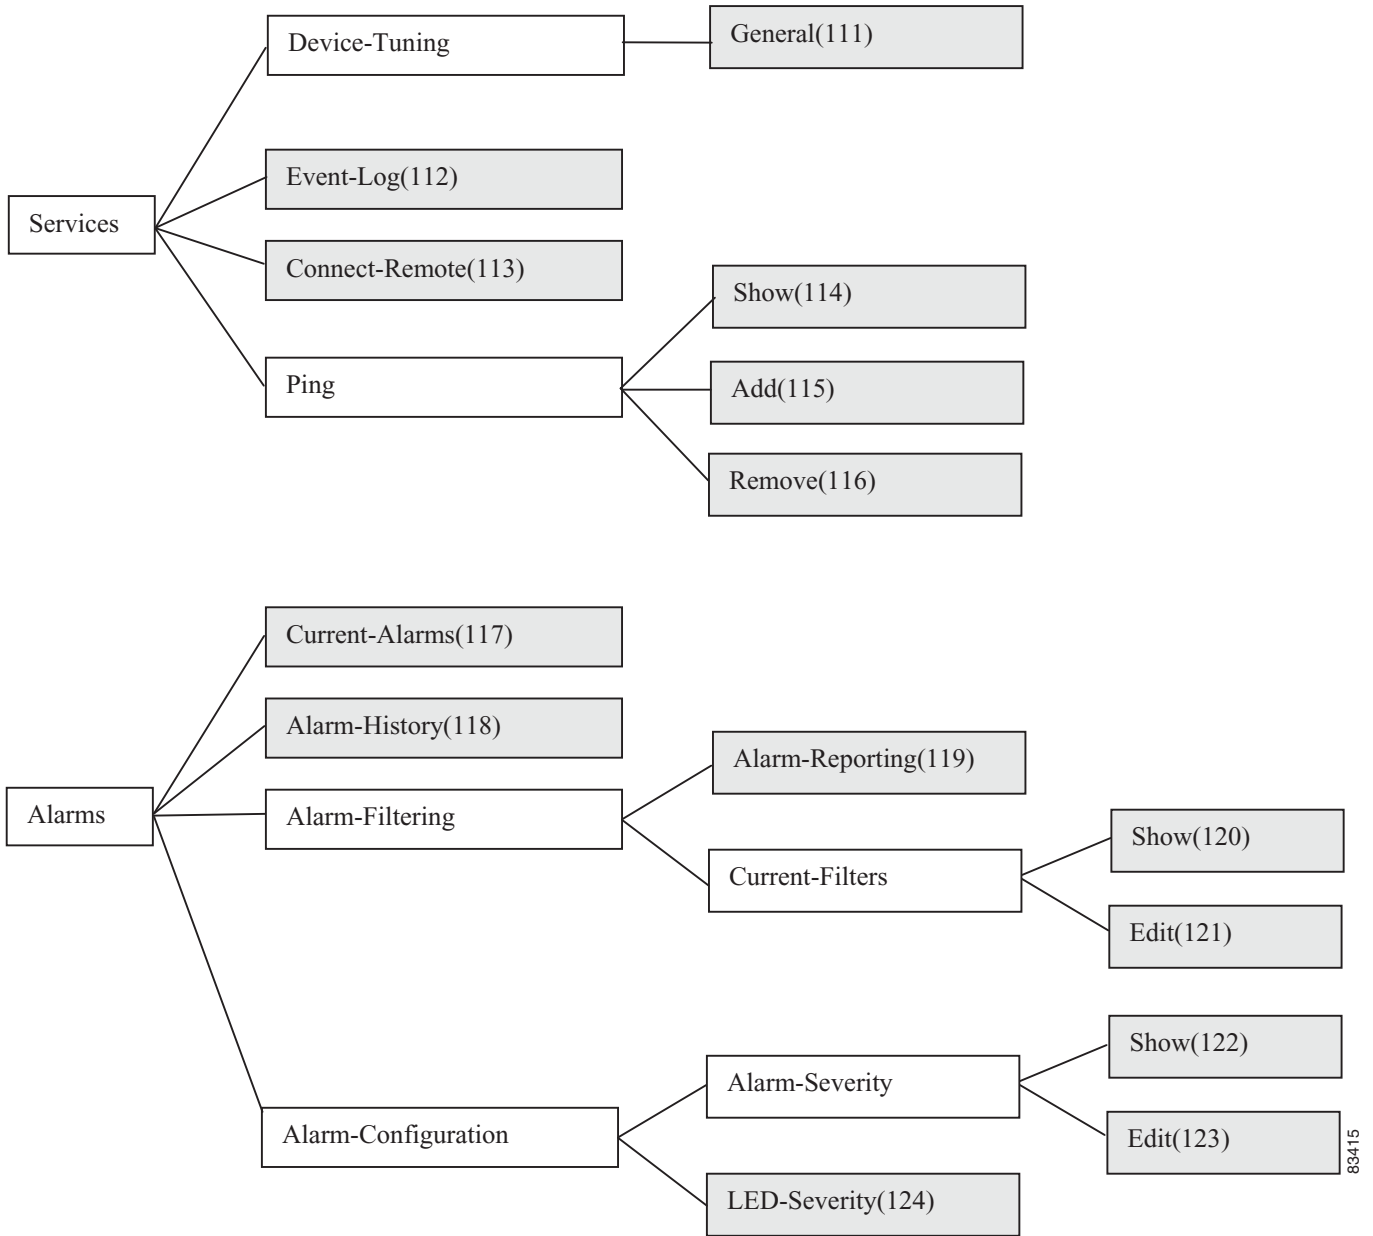 Device-Tuning
General(111)
Event-Log(112)
Services
Connect-Remote(113)
Show(114)
Ping
Add(115)
Remove(116)
Current-Alarms(117)
Alarm-History(118)
Alarm-Reporting(119)
Alarms
Alarm-Filtering
Show(120)
Current-Filters
Edit(121)
Show(122)
Alarm-Severity
Alarm-Configuration
Edit(123)
LED-Severity(124)
83415